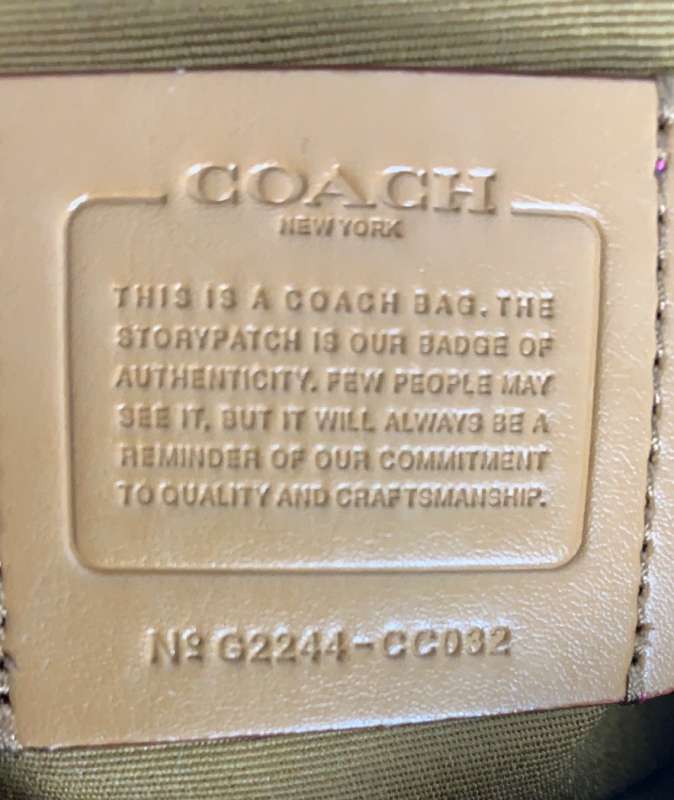 COACH
NEW YORK
THIS IS A COACH BAG. THE
STORYPATCH IS OUR BADGE OF
AUTHENTICITY. FEW PEOPLE MAY
SEE IT, BUT IT WILL ALWAYS BE A
REMINDER OF OUR COMMITMENT
TO QUALITY AND CRAFTSMANSHIP.
Nº G2244-CC032